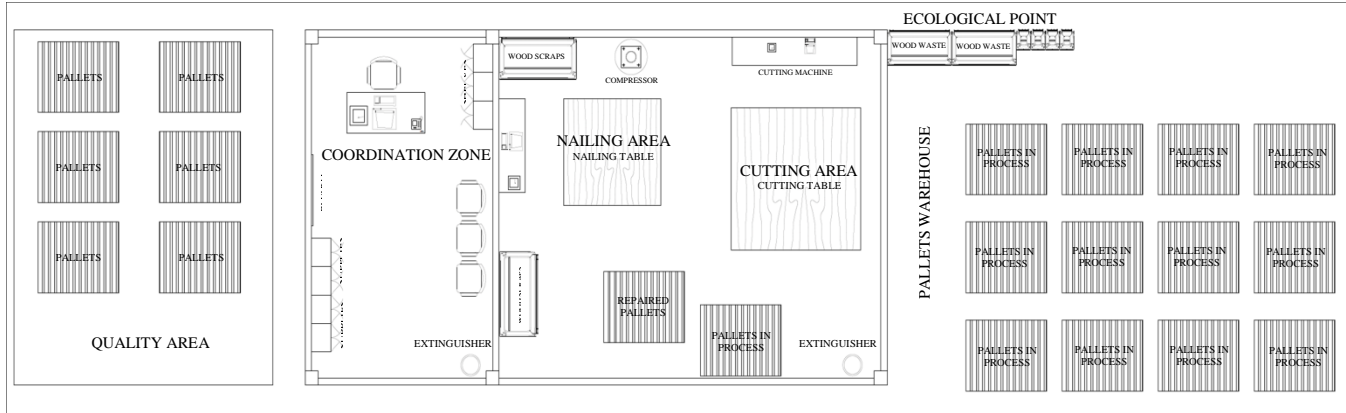 ECOLOGICAL POINT
WOOD WASTE
WOOD WASTE
PALLETS
PALLETS
PALLETS
PALLETS
PALLETS
PALLETS
QUALITY AREA
COORDINATION ZONE
EXTINGUISHER
WOOD SCRAPS
COMPRESSOR
CUTTING MACHINE
NAILING AREA
NAILING TABLE
CUTTING AREA
CUTTING TABLE
REPAIRED
PALLETS
PALLETS IN
PROCESS
EXTINGUISHER
PALLETS WAREHOUSE
PALLETS IN
PROCESS
PALLETS IN
PROCESS
PALLETS IN
PROCESS
PALLETS IN
PROCESS
PALLETS IN
PROCESS
PALLETS IN
PROCESS
PALLETS IN
PROCESS
PALLETS IN
PROCESS
PALLETS IN
PROCESS
PALLETS IN
PROCESS
PALLETS IN
PROCESS
PALLETS IN
PROCESS